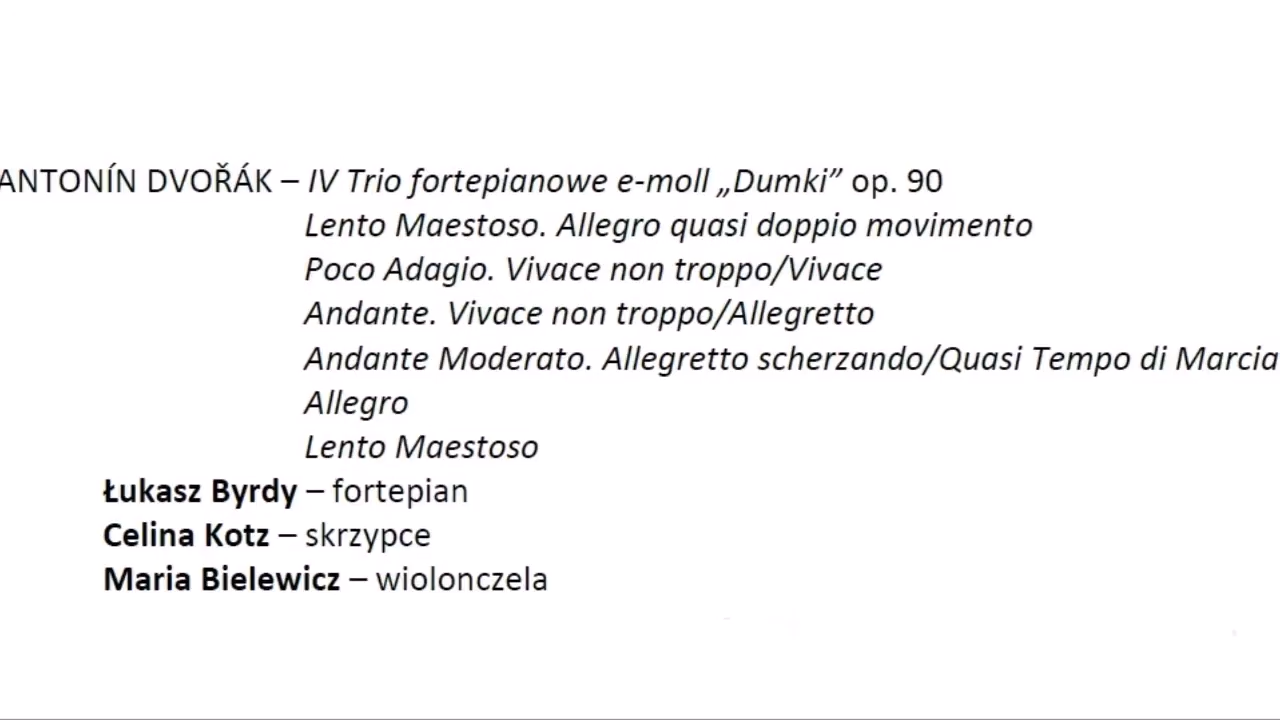 ANTONÍN DVOŘÁK – IV Trio fortepianowe e-moll „Dumki” op. 90
Lento Maestoso. Allegro quasi doppio movimento
Poco Adagio. Vivace non troppo/Vivace
Andante. Vivace non troppo/Allegretto
Andante Moderato. Allegretto scherzando/Quasi Tempo di Marcia
Allegro
Lento Maestoso
Łukasz Byrdy – fortepian
Celina Kotz – skrzypce
Maria Bielewicz – wiolonczela